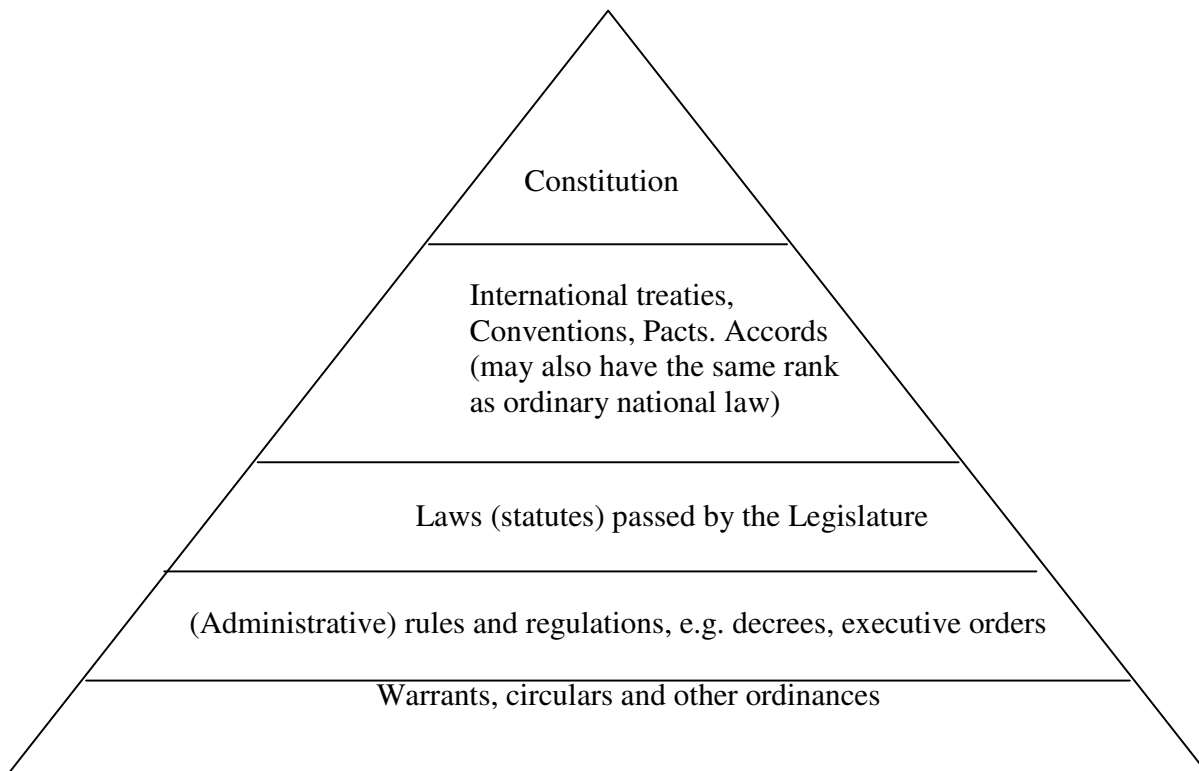 Constitution
International treaties,
Conventions, Pacts. Accords
(may also have the same rank
as ordinary national law)
Laws (statutes) passed by the Legislature
(Administrative) rules and regulations, e.g. decrees, executive orders
Warrants, circulars and other ordinances